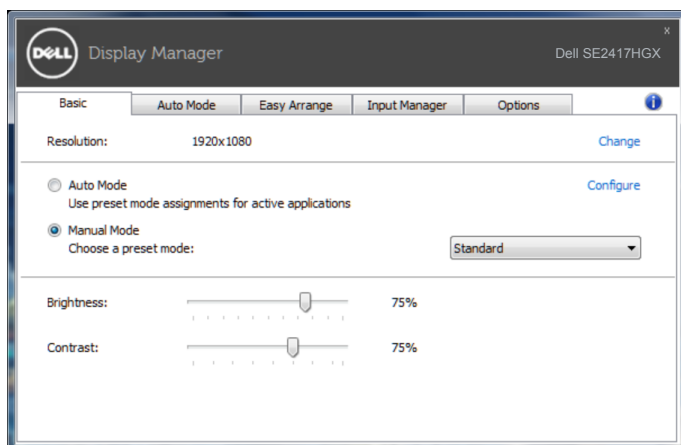 x
DELL Display Manager Dell SE2417HGX
Basic Auto Mode Easy Arrange Input Manager Options i
Resolution: 1920x1080 Change
Auto Mode Configure
Use preset mode assignments for active applications
Manual Mode
Choose a preset mode: Standard
Brightness: 75%
Contrast: 75%